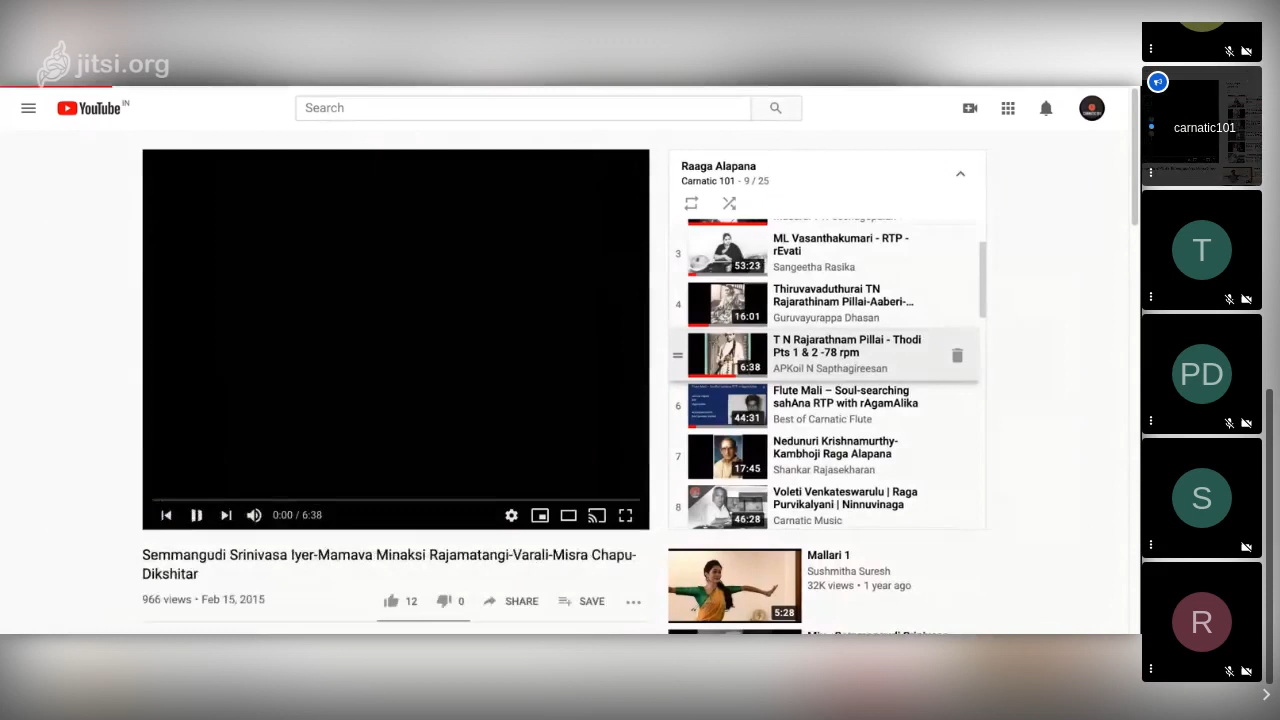 jitsi.org
YouTube IN
Search
Raaga Alapana
Carnatic 101 - 9 / 25
3
53:23
ML Vasanthakumari - RTP -
rEvati
Sangeetha Rasika
4
16:01
Thiruvavaduthurai TN
Rajarathinam Pillai-Aaberi-...
Guruvayurappa Dhasan
6:38
T N Rajarathnam Pillai - Thodi
Pts 1 & 2 -78 rpm
APKoil N Sapthagireesan
6
44:31
Flute Mali – Soul-searching
sahAna RTP with rAgamAlika
Best of Carnatic Flute
7
17:45
Nedunuri Krishnamurthy-
Kambhoji Raga Alapana
Shankar Rajasekharan
8
46:28
Voleti Venkateswarulu | Raga
Purvikalyani | Ninnuvinaga
Carnatic Music
0:00 / 6:38
Semmangudi Srinivasa Iyer-Mamava Minaksi Rajamatangi-Varali-Misra Chapu-
Dikshitar
966 views • Feb 15, 2015
12
0
SHARE
SAVE
5:28
Mallari 1
Sushmitha Suresh
32K views • 1 year ago
carnatic101
T
PD
S
R